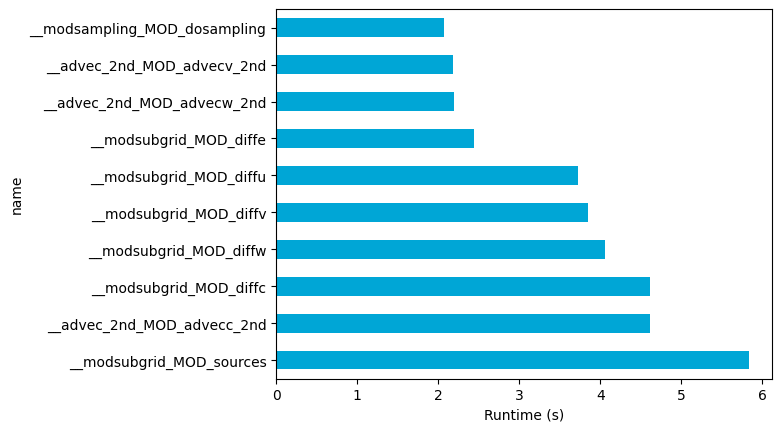 __modsampling_MOD_dosampling
__advec_2nd_MOD_advecv_2nd
__advec_2nd_MOD_advecw_2nd
__modsubgrid_MOD_diffe
__modsubgrid_MOD_diffu
__modsubgrid_MOD_diffv
__modsubgrid_MOD_diffw
__modsubgrid_MOD_diffc
__advec_2nd_MOD_advecc_2nd
__modsubgrid_MOD_sources
name
0 1 2 3 4 5 6
Runtime (s)